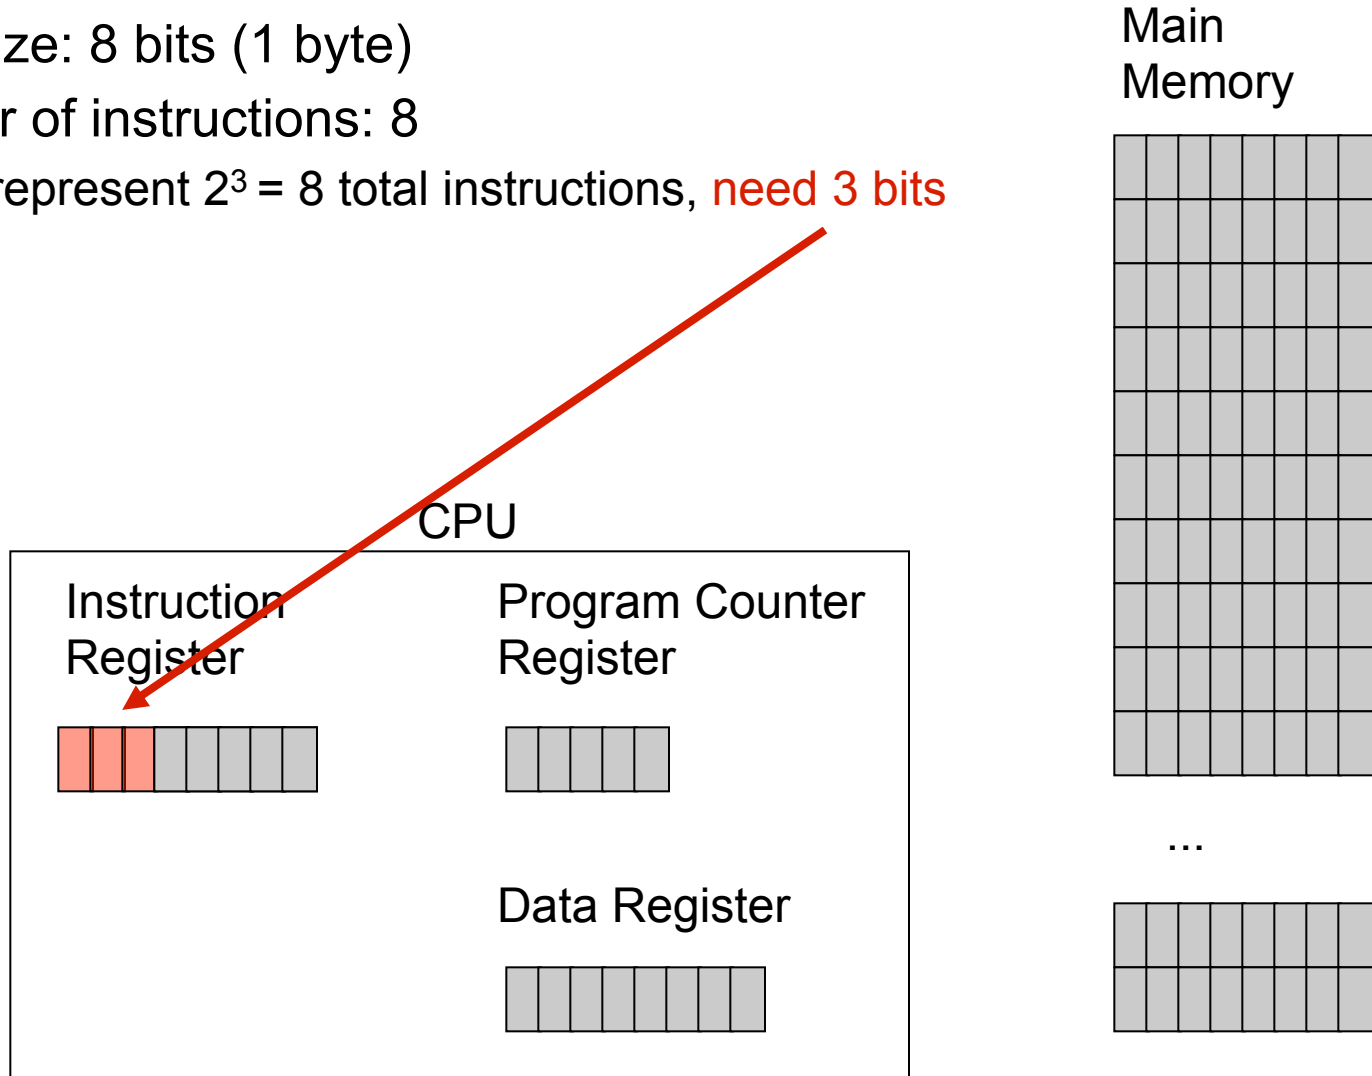 ze: 8 bits (1 byte)
r of instructions: 8
represent 2³ = 8 total instructions, need 3 bits
Main
Memory
CPU
Instruction
Register
Program Counter
Register
...
Data Register